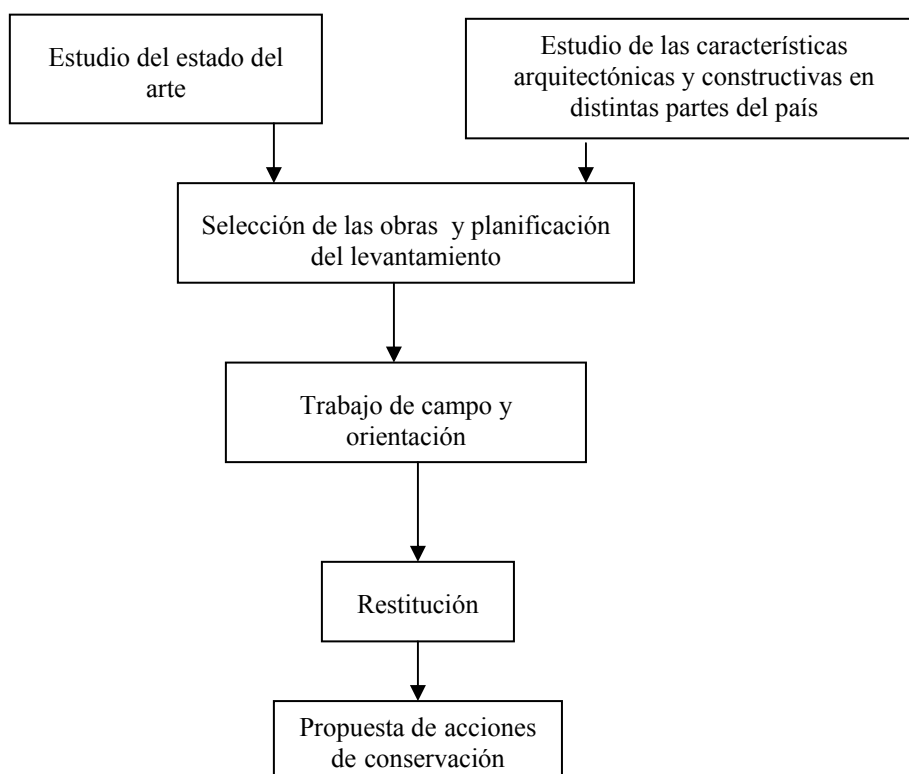 Estudio del estado del
arte
Estudio de las características
arquitectónicas y constructivas en
distintas partes del país
Selección de las obras  y planificación
del levantamiento
Trabajo de campo y
orientación
Restitución
Propuesta de acciones
de conservación